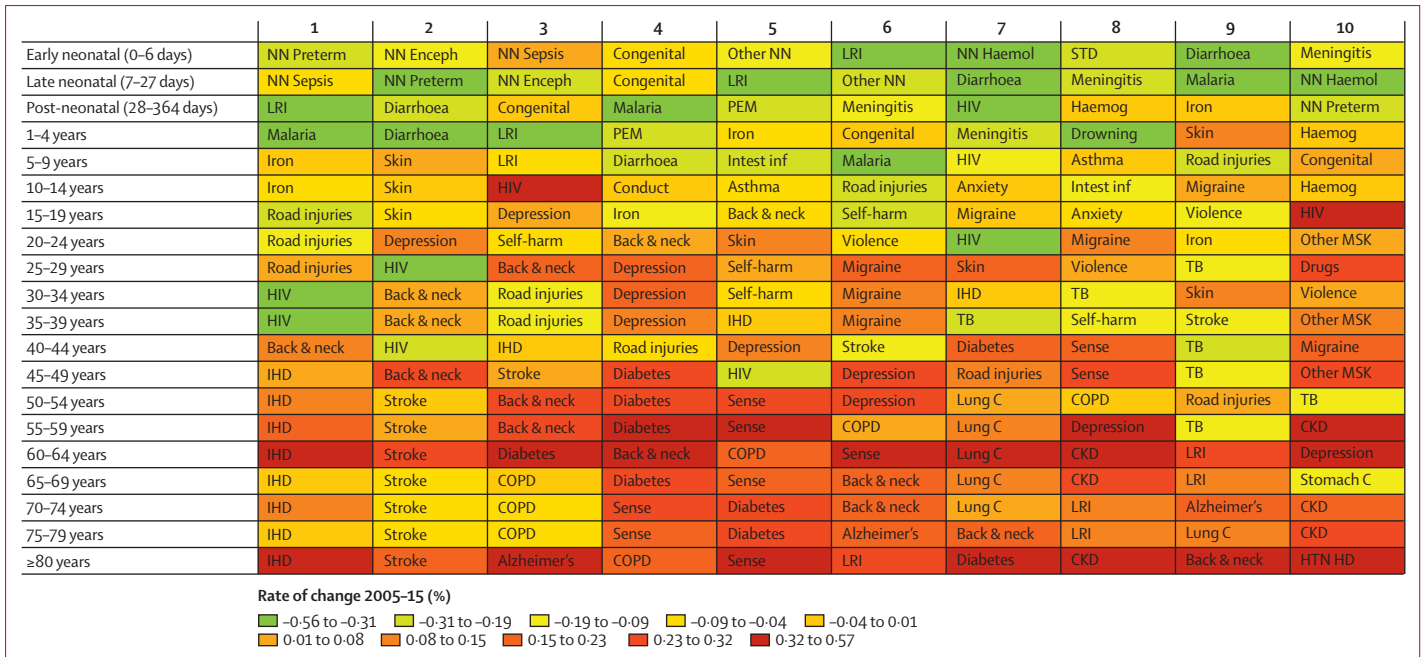 1 2 3 4 5 6 7 8 9 10
Early neonatal (0–6 days) NN Preterm NN Enceph NN Sepsis Congenital Other NN LRI NN Haemol STD Diarrhoea Meningitis
Late neonatal (7–27 days) NN Sepsis NN Preterm NN Enceph Congenital LRI Other NN Diarrhoea Meningitis Malaria NN Haemol
Post-neonatal (28–364 days) LRI Diarrhoea Congenital Malaria PEM Meningitis HIV Haemog Iron NN Preterm
1–4 years Malaria Diarrhoea LRI PEM Iron Congenital Meningitis Drowning Skin Haemog
5–9 years Iron Skin LRI Diarrhoea Intest inf Malaria HIV Asthma Road injuries Congenital
10–14 years Iron Skin HIV Conduct Asthma Road injuries Anxiety Intest inf Migraine Haemog
15–19 years Road injuries Skin Depression Iron Back & neck Self-harm Migraine Anxiety Violence HIV
20–24 years Road injuries Depression Self-harm Back & neck Skin Violence HIV Migraine Iron Other MSK
25–29 years Road injuries HIV Back & neck Depression Self-harm Migraine Skin Violence TB Drugs
30–34 years HIV Back & neck Road injuries Depression Self-harm Migraine IHD TB Skin Violence
35–39 years HIV Back & neck Road injuries Depression IHD Migraine TB Self-harm Stroke Other MSK
40–44 years Back & neck HIV IHD Road injuries Depression Stroke Diabetes Sense TB Migraine
45–49 years IHD Back & neck Stroke Diabetes HIV Depression Road injuries Sense TB Other MSK
50–54 years IHD Stroke Back & neck Diabetes Sense Depression Lung C COPD Road injuries TB
55–59 years IHD Stroke Back & neck Diabetes Sense COPD Lung C Depression TB CKD
60–64 years IHD Stroke Diabetes Back & neck COPD Sense Lung C CKD LRI Depression
65–69 years IHD Stroke COPD Diabetes Sense Back & neck Lung C CKD LRI Stomach C
70–74 years IHD Stroke COPD Sense Diabetes Back & neck Lung C LRI Alzheimer's CKD
75–79 years IHD Stroke COPD Sense Diabetes Alzheimer's Back & neck LRI Lung C CKD
≥80 years IHD Stroke Alzheimer's COPD Sense LRI Diabetes CKD Back & neck HTN HD
Rate of change 2005–15 (%)
–0·56 to –0·31 –0·31 to –0·19 –0·19 to –0·09 –0·09 to –0·04 –0·04 to 0·01
0·01 to 0·08 0·08 to 0·15 0·15 to 0·23 0·23 to 0·32 0·32 to 0·57